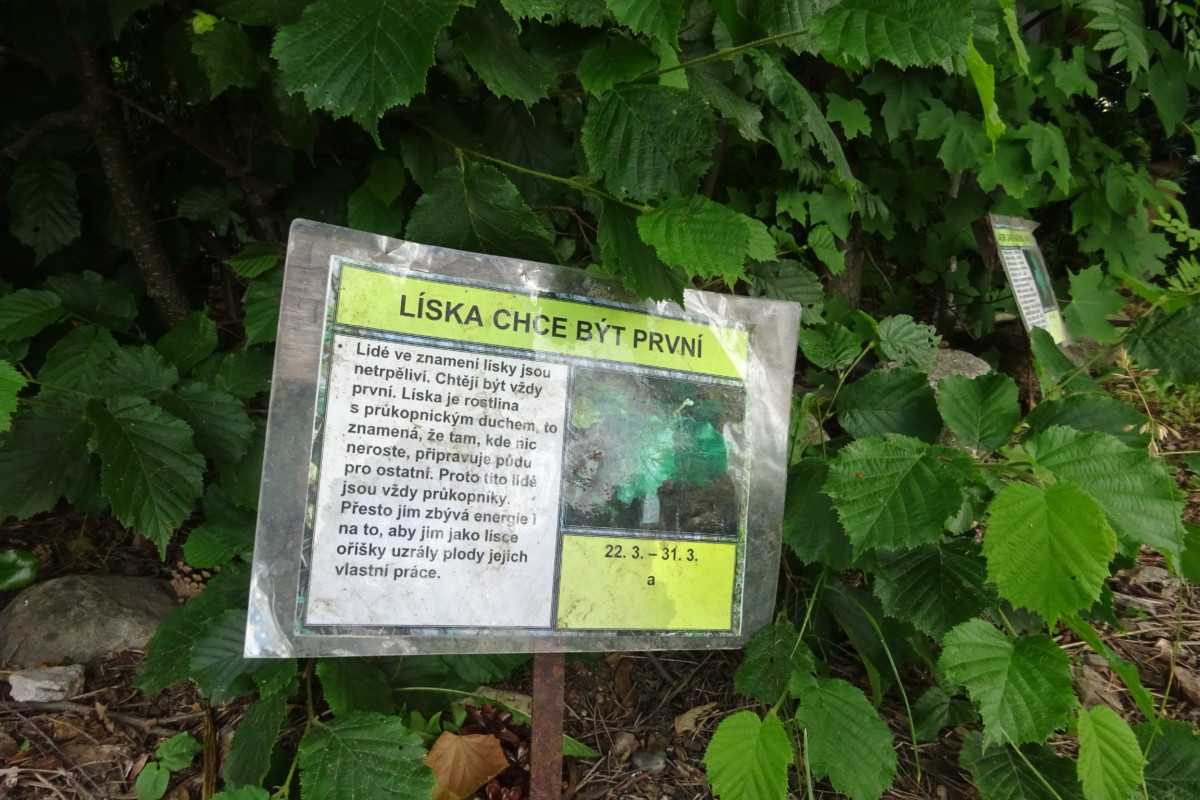 LÍSKA CHCE BÝT PRVNÍ
Lidé ve znamení lísky jsou
netrpěliví. Chtějí být vždy
první. Líska je rostlina
s průkopnickým duchem, to
znamená, že tam, kde nic
neroste, připravuje půdu
pro ostatní. Proto tito lidé
jsou vždy průkopníky.
Přesto jim zbývá energie i
na to, aby jim jako lísce
oříšky uzrály plody jejich
vlastní práce.
22. 3. – 31. 3.
a